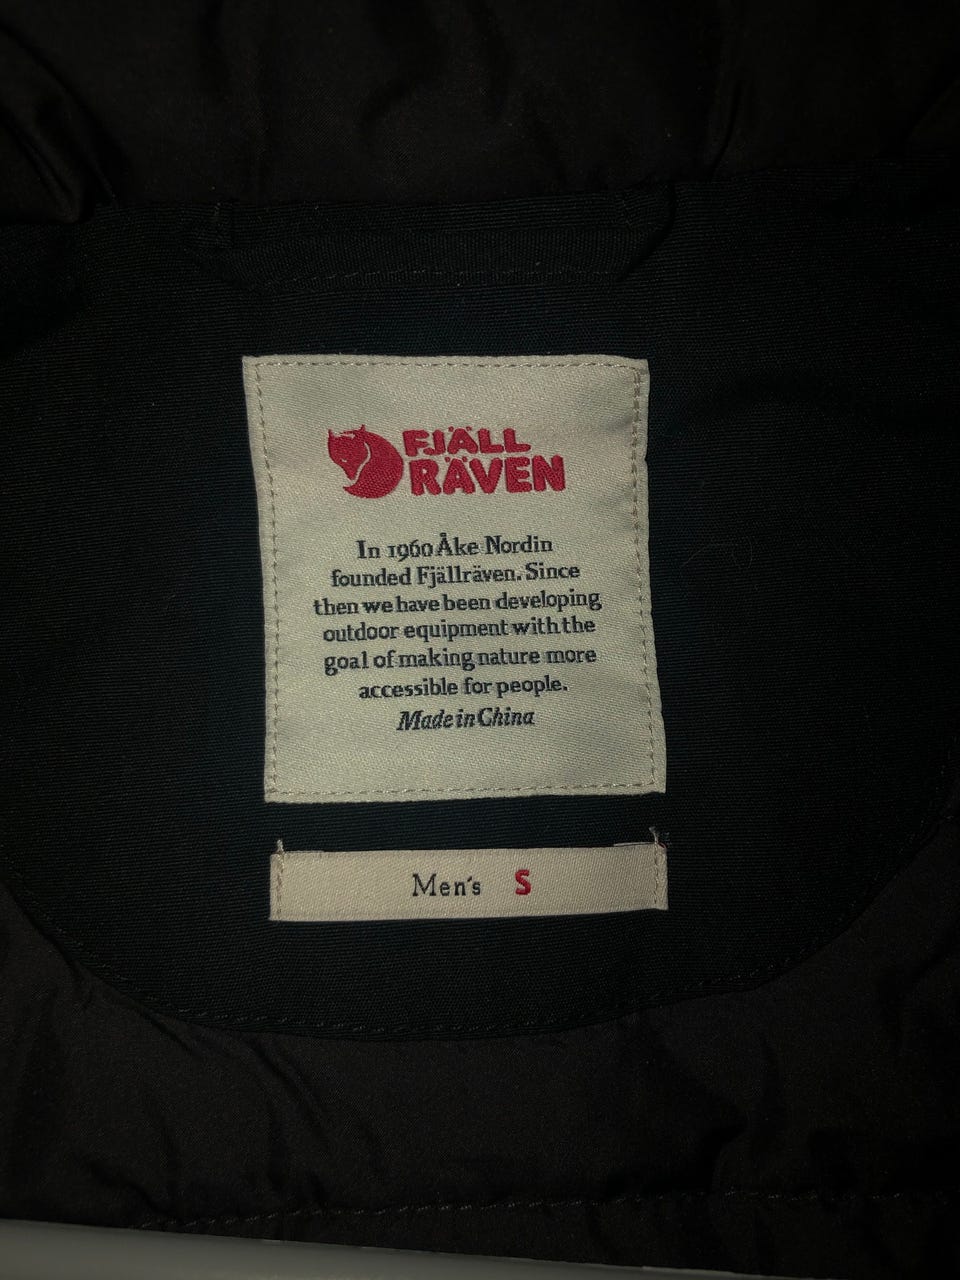 FJÄLL
RÄVEN
In 1960 Åke Nordin
founded Fjällräven. Since
then we have been developing
outdoor equipment with the
goal of making nature more
accessible for people.
Made in China
Men's S